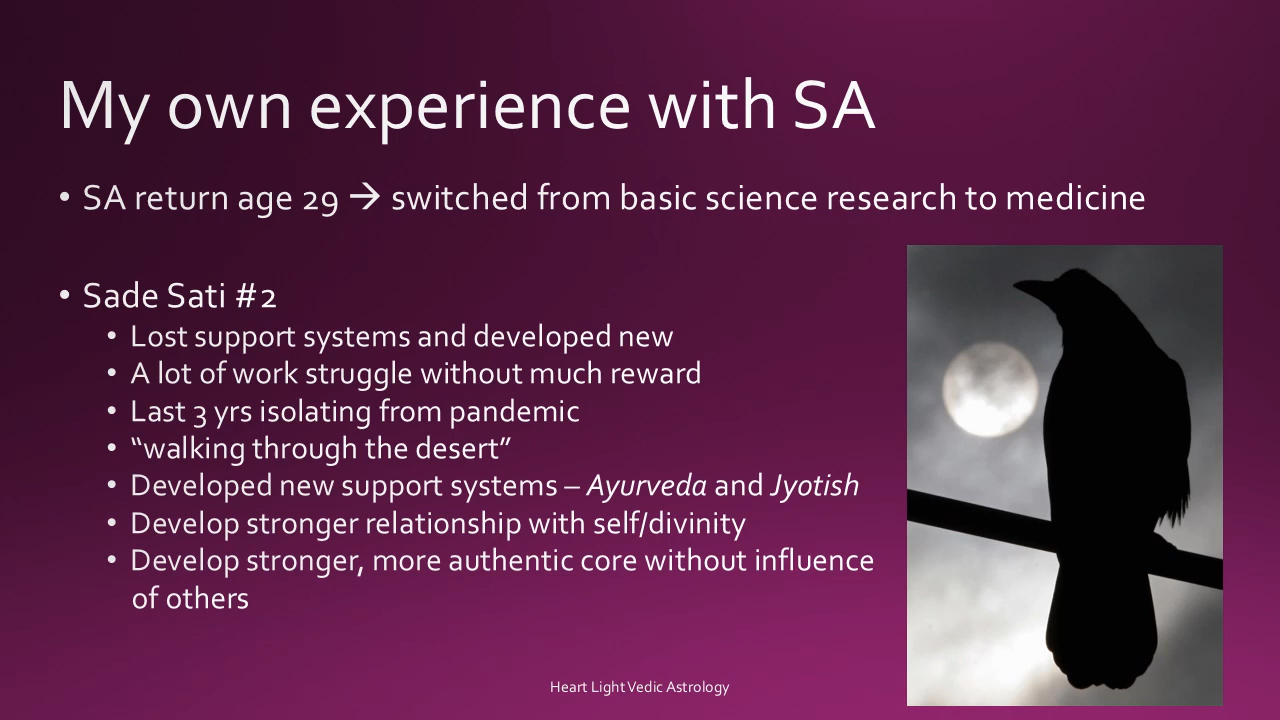 My own experience with SA
• SA return age 29 → switched from basic science research to medicine
• Sade Sati #2
• Lost support systems and developed new
• A lot of work struggle without much reward
• Last 3 yrs isolating from pandemic
• “walking through the desert”
• Developed new support systems – Ayurveda and Jyotish
• Develop stronger relationship with self/divinity
• Develop stronger, more authentic core without influence
of others
Heart Light Vedic Astrology